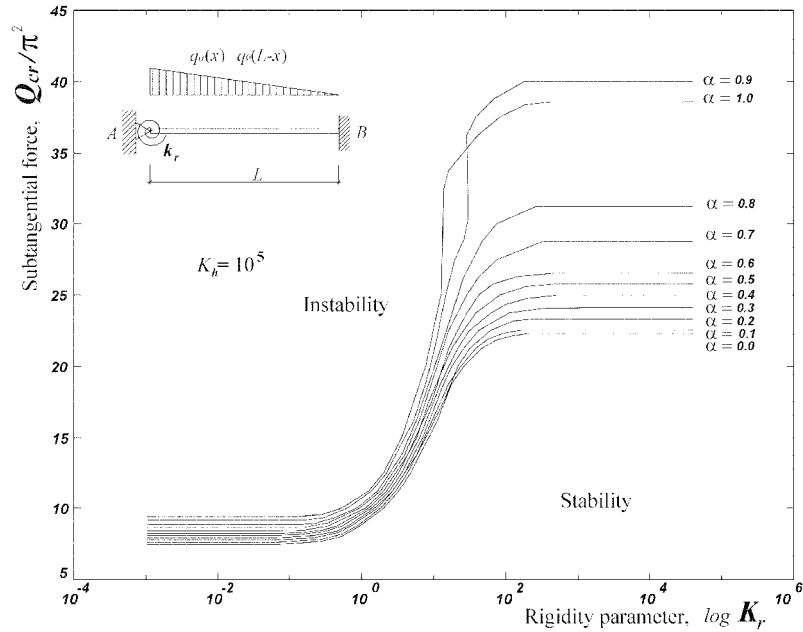 Subtangential force, Q_cr/π²
45
40
35
30
25
20
15
10
5
q_α(x) q_0(L-x)
A
B
k_r
L
K_h = 10^5
Instability
Stability
α = 0.9
α = 1.0
α = 0.8
α = 0.7
α = 0.6
α = 0.5
α = 0.4
α = 0.3
α = 0.2
α = 0.1
α = 0.0
10^-4
10^-2
10^0
10^2
10^4
10^6
Rigidity parameter, log K_r